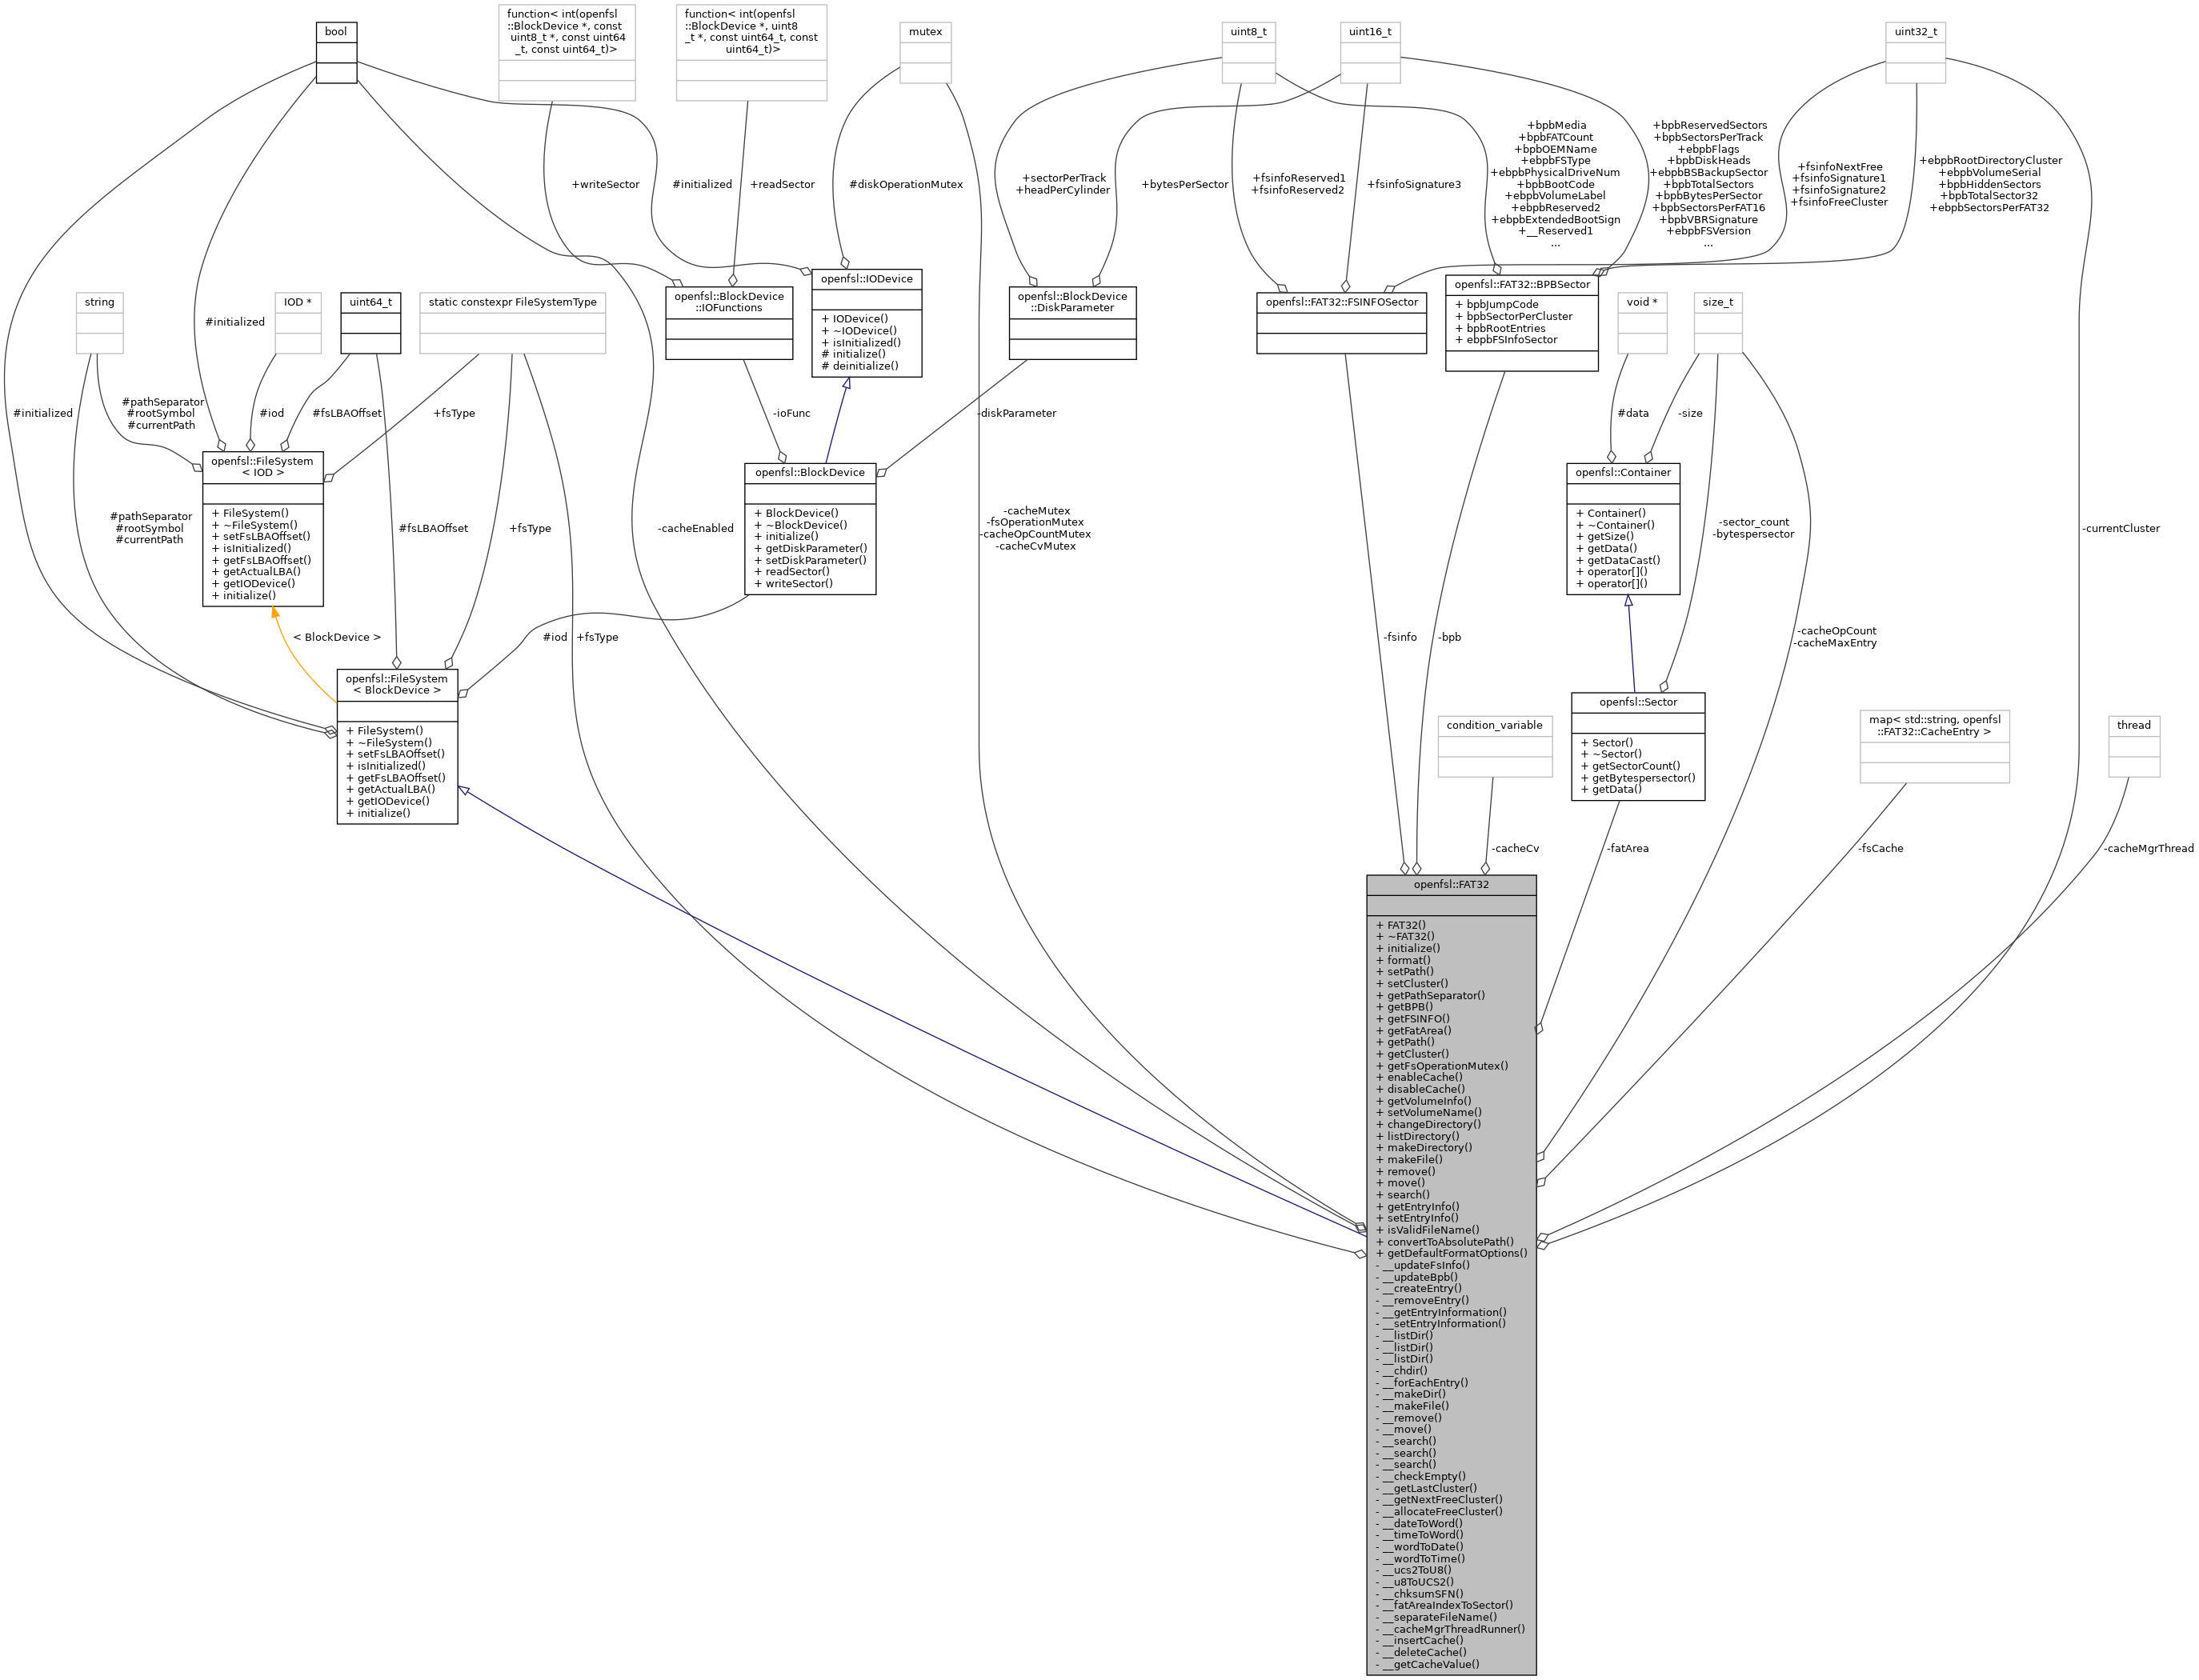 bool
function< int(openfsl
::BlockDevice *, const
uint8_t *, const uint64
_t, const uint64_t)>
function< int(openfsl
::BlockDevice *, uint8
_t *, const uint64_t, const
uint64_t)>
mutex
uint8_t
uint16_t
uint32_t
+writeSector
#initialized
+readSector
#diskOperationMutex
+sectorPerTrack
+headPerCylinder
+bytesPerSector
+fsinfoReserved1
+fsinfoReserved2
+fsinfoSignature3
+bpbMedia
+bpbFATCount
+bpbOEMName
+ebpbFSType
+ebpbPhysicalDriveNum
+bpbBootCode
+ebpbVolumeLabel
+ebpbReserved2
+ebpbExtendedBootSign
+__Reserved1
...
+bpbReservedSectors
+bpbSectorsPerTrack
+ebpbFlags
+bpbDiskHeads
+ebpbBSBackupSector
+bpbTotalSectors
+bpbBytesPerSector
+bpbSectorsPerFAT16
+bpbVBRSignature
+ebpbFSVersion
...
+fsinfoNextFree
+fsinfoSignature1
+fsinfoSignature2
+fsinfoFreeCluster
+ebpbRootDirectoryCluster
+ebpbVolumeSerial
+bpbHiddenSectors
+bpbTotalSector32
+ebpbSectorsPerFAT32
string
IOD *
uint64_t
static constexpr FileSystemType
#initialized
openfsl::BlockDevice
::IOFunctions
openfsl::IODevice
+ IODevice()
+ ~IODevice()
+ isInitialized()
# initialize()
# deinitialize()
openfsl::BlockDevice
::DiskParameter
openfsl::FAT32::FSINFOSector
openfsl::FAT32::BPBSector
+ bpbJumpCode
+ bpbSectorPerCluster
+ bpbRootEntries
+ ebpbFSInfoSector
void *
size_t
#initialized
#pathSeparator
#rootSymbol
#currentPath
#iod
#fsLBAOffset
+fsType
-ioFunc
-diskParameter
#data
-size
openfsl::FileSystem
< IOD >
+ FileSystem()
+ ~FileSystem()
+ setFsLBAOffset()
+ isInitialized()
+ getFsLBAOffset()
+ getActualLBA()
+ getIODevice()
+ initialize()
openfsl::BlockDevice
+ BlockDevice()
+ ~BlockDevice()
+ initialize()
+ getDiskParameter()
+ setDiskParameter()
+ readSector()
+ writeSector()
openfsl::Container
+ Container()
+ ~Container()
+ getSize()
+ getData()
+ getDataCast()
+ operator[]()
+ operator[]()
#pathSeparator
#rootSymbol
#currentPath
#fsLBAOffset
+fsType
-cacheEnabled
-cacheMutex
-fsOperationMutex
-cacheOpCountMutex
-cacheCvMutex
-sector_count
-bytespersector
-currentCluster
< BlockDevice >
#iod
+fsType
-fsinfo
-bpb
-cacheOpCount
-cacheMaxEntry
openfsl::FileSystem
< BlockDevice >
+ FileSystem()
+ ~FileSystem()
+ setFsLBAOffset()
+ isInitialized()
+ getFsLBAOffset()
+ getActualLBA()
+ getIODevice()
+ initialize()
condition_variable
openfsl::Sector
+ Sector()
+ ~Sector()
+ getSectorCount()
+ getBytespersector()
+ getData()
map< std::string, openfsl
::FAT32::CacheEntry >
thread
-cacheCv
-fatArea
-fsCache
-cacheMgrThread
openfsl::FAT32
+ FAT32()
+ ~FAT32()
+ initialize()
+ format()
+ setPath()
+ setCluster()
+ getPathSeparator()
+ getBPB()
+ getFSINFO()
+ getFatArea()
+ getPath()
+ getCluster()
+ getFsOperationMutex()
+ enableCache()
+ disableCache()
+ getVolumeInfo()
+ setVolumeName()
+ changeDirectory()
+ listDirectory()
+ makeDirectory()
+ makeFile()
+ remove()
+ move()
+ search()
+ getEntryInfo()
+ setEntryInfo()
+ isValidFileName()
+ convertToAbsolutePath()
+ getDefaultFormatOptions()
- __updateFsInfo()
- __updateBpb()
- __createEntry()
- __removeEntry()
- __getEntryInformation()
- __setEntryInformation()
- __listDir()
- __listDir()
- __listDir()
- __chdir()
- __forEachEntry()
- __makeDir()
- __makeFile()
- __remove()
- __move()
- __search()
- __search()
- __search()
- __checkEmpty()
- __getLastCluster()
- __getNextFreeCluster()
- __allocateFreeCluster()
- __dateToWord()
- __timeToWord()
- __wordToDate()
- __wordToTime()
- __ucs2ToU8()
- __u8ToUCS2()
- __chksumSFN()
- __fatAreaIndexToSector()
- __separateFileName()
- __cacheMgrThreadRunner()
- __insertCache()
- __deleteCache()
- __getCacheValue()